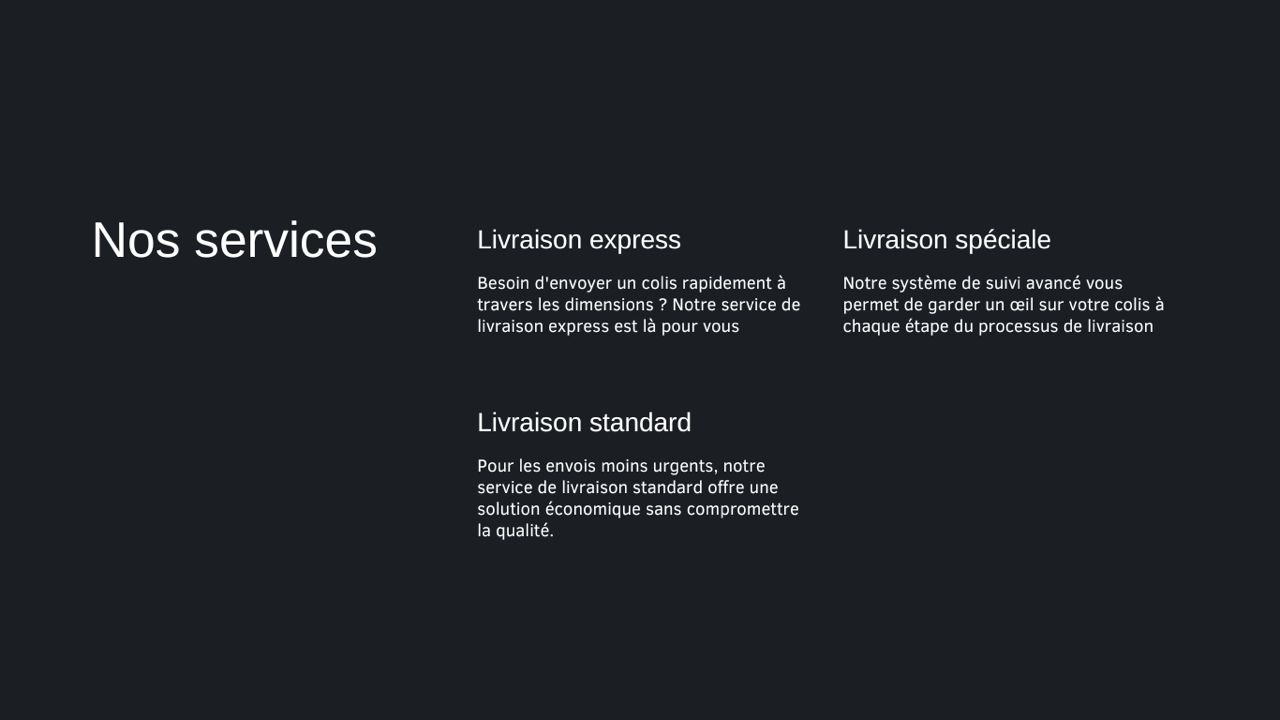 Nos services
Livraison express
Besoin d'envoyer un colis rapidement à
travers les dimensions ? Notre service de
livraison express est là pour vous
Livraison spéciale
Notre système de suivi avancé vous
permet de garder un œil sur votre colis à
chaque étape du processus de livraison
Livraison standard
Pour les envois moins urgents, notre
service de livraison standard offre une
solution économique sans compromettre
la qualité.